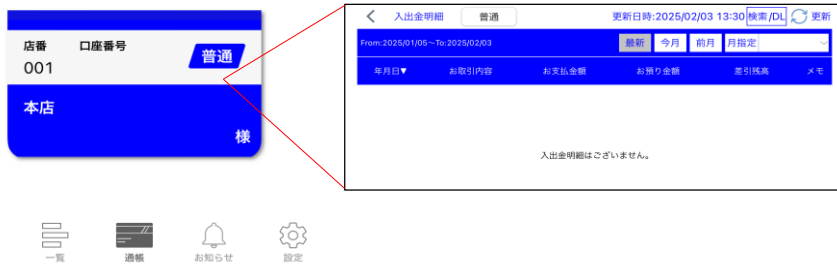 店番 口座番号
001
普通
本店
様
一覧 通帳 お知らせ 設定
入出金明細 普通 更新日時:2025/02/03 13:30 検索/DL 更新
From:2025/01/05～To:2025/02/03 最新 今月 前月 月指定
年月日▼ お取引内容 お支払金額 お預り金額 差引残高 メモ
入出金明細はございません。